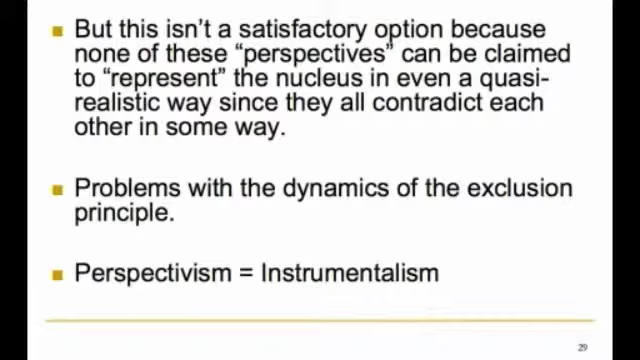 But this isn't a satisfactory option because
none of these “perspectives” can be claimed
to “represent” the nucleus in even a quasi-
realistic way since they all contradict each
other in some way.
Problems with the dynamics of the exclusion
principle.
Perspectivism = Instrumentalism
29